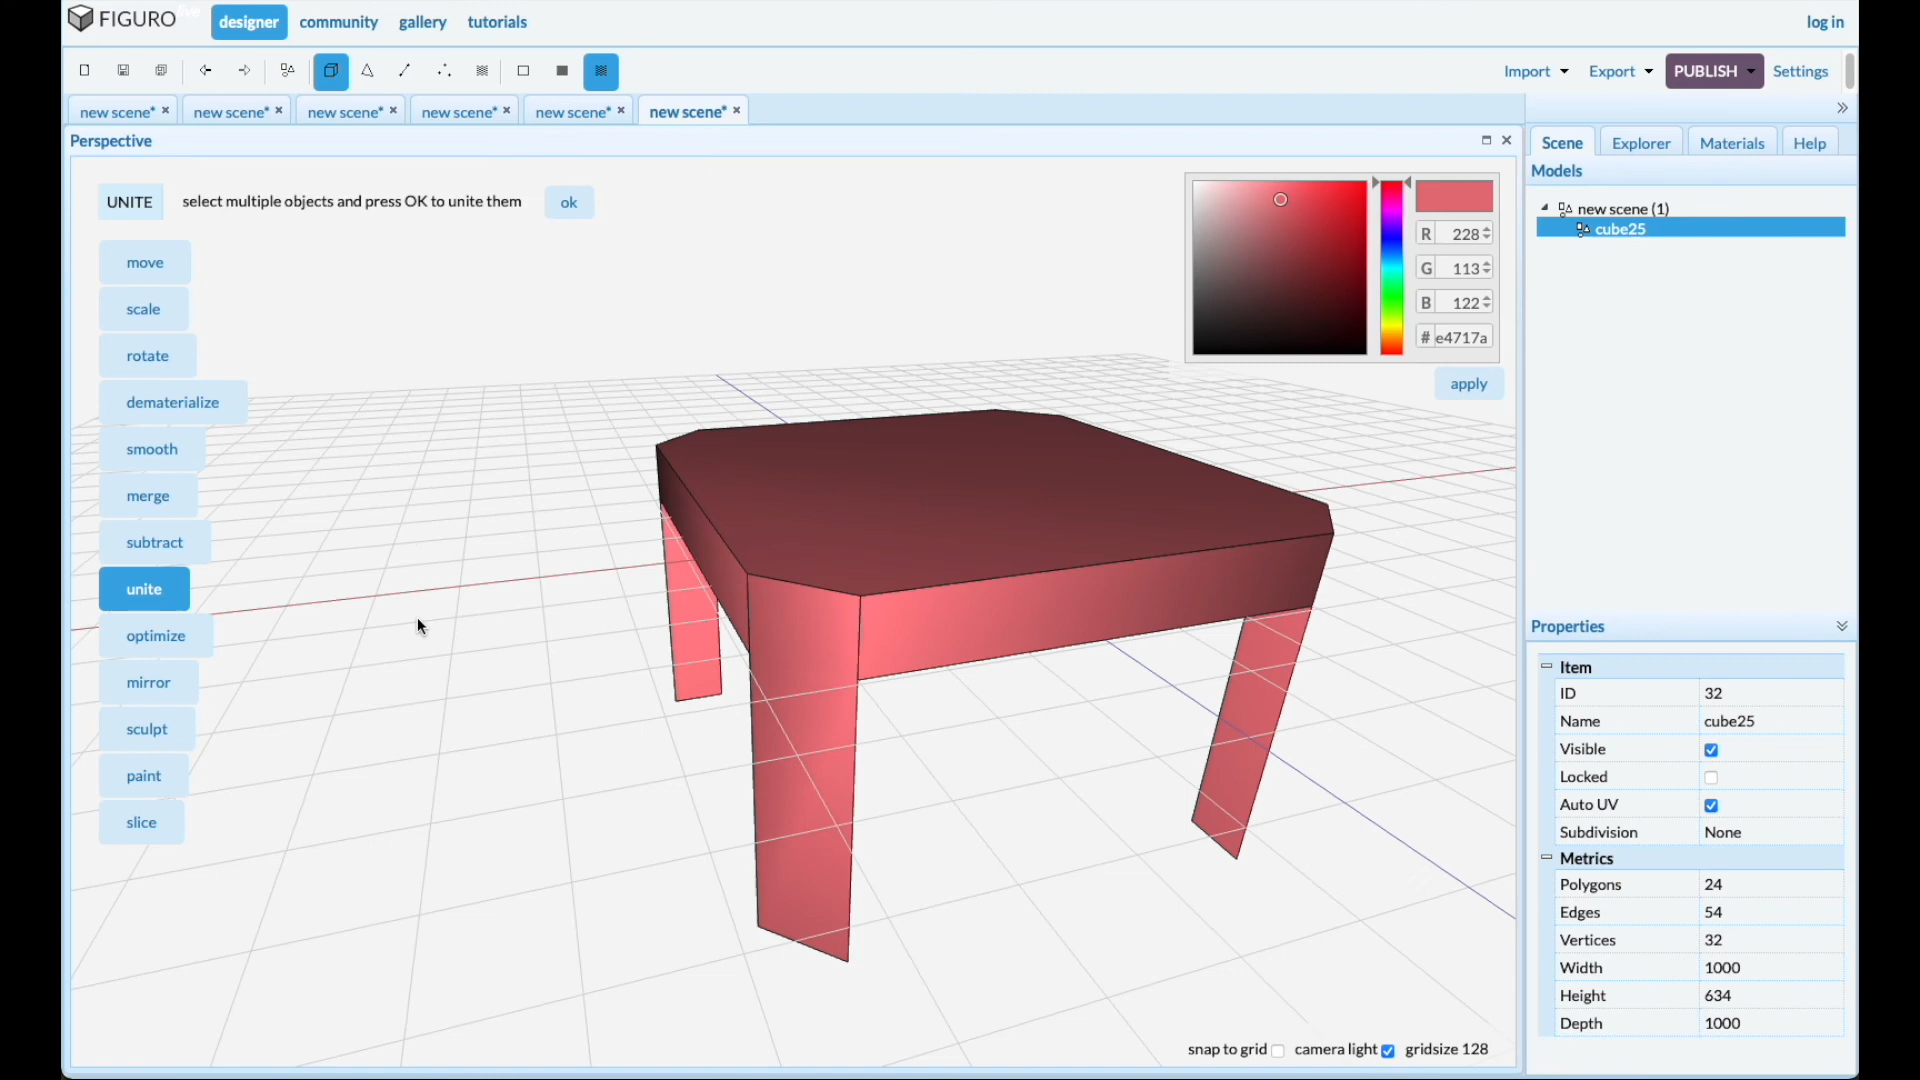 FIGURO live designer community gallery tutorials log in
Import Export PUBLISH Settings
new scene* new scene* new scene* new scene* new scene* new scene*
Perspective
Scene Explorer Materials Help
Models
new scene (1)
cube25
UNITE select multiple objects and press OK to unite them ok
R 228
G 113
B 122
# e4717a
apply
move
scale
rotate
dematerialize
smooth
merge
subtract
unite
optimize
mirror
sculpt
paint
slice
Properties
Item
ID 32
Name cube25
Visible
Locked
Auto UV
Subdivision None
Metrics
Polygons 24
Edges 54
Vertices 32
Width 1000
Height 634
Depth 1000
snap to grid camera light gridsize 128